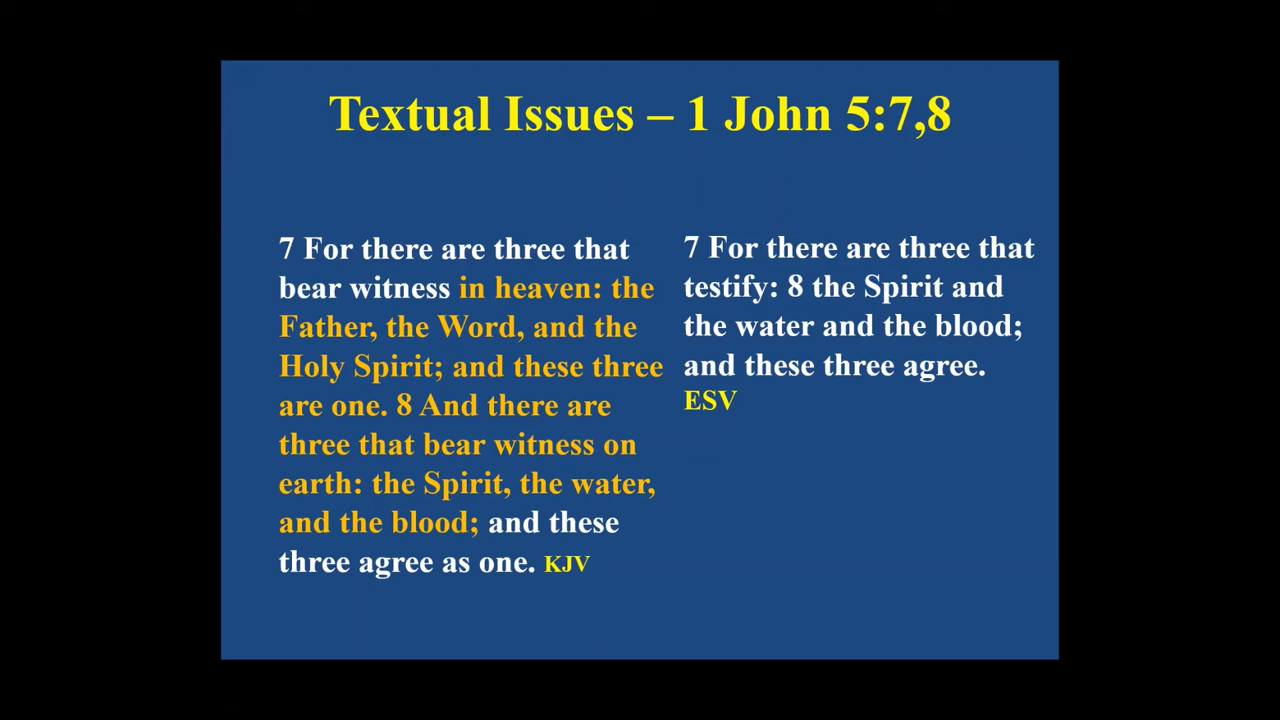 Textual Issues – 1 John 5:7,8
7 For there are three that
bear witness in heaven: the
Father, the Word, and the
Holy Spirit; and these three
are one. 8 And there are
three that bear witness on
earth: the Spirit, the water,
and the blood; and these
three agree as one. KJV
7 For there are three that
testify: 8 the Spirit and
the water and the blood;
and these three agree.
ESV